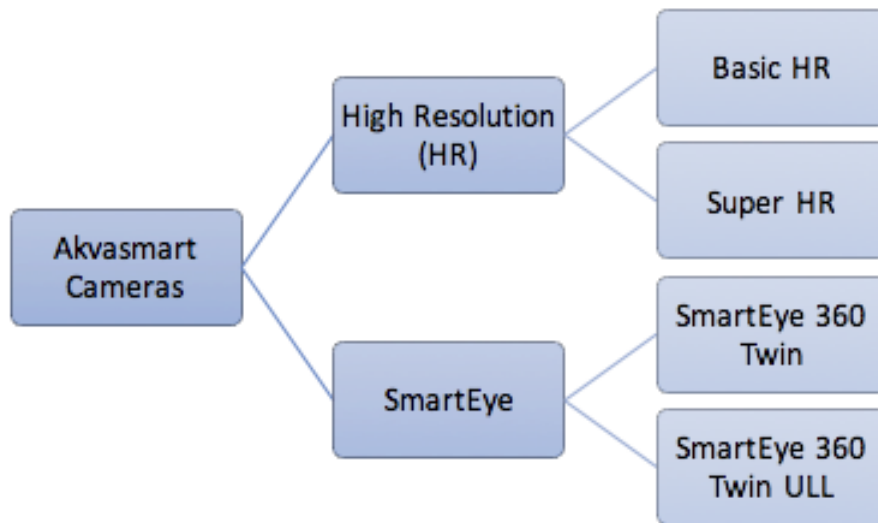 Akvasmart
Cameras
High Resolution
(HR)
Basic HR
Super HR
SmartEye
SmartEye 360
Twin
SmartEye 360
Twin ULL